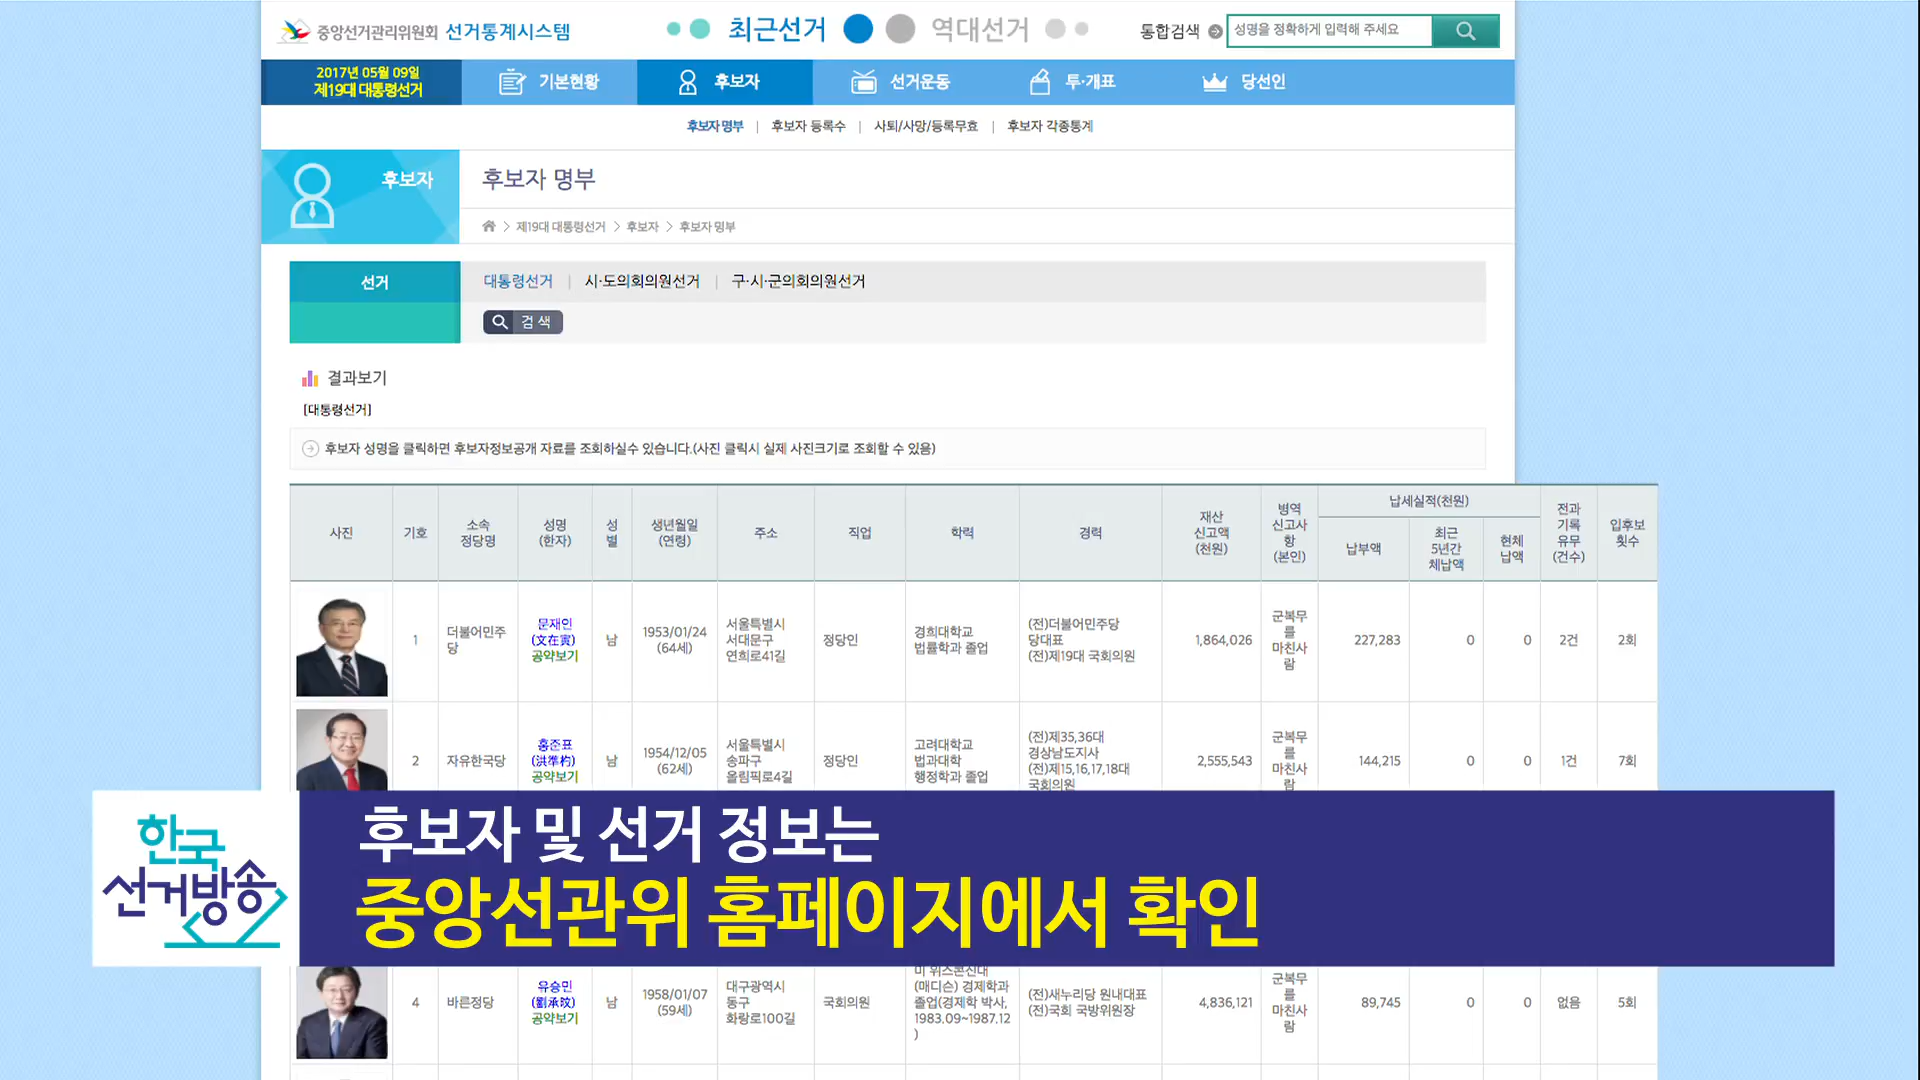 중앙선거관리위원회 선거통계시스템
최근선거
역대선거
통합검색
성명을 정확하게 입력해 주세요
2017년 05월 09일
제19대 대통령선거
기본현황
후보자
선거운동
투·개표
당선인
후보자 명부 | 후보자 등록수 | 사퇴/사망/등록무효 | 후보자 각종통계
후보자
후보자 명부
> 제19대 대통령선거 > 후보자 > 후보자 명부
선거
대통령선거 | 시·도의회의원선거 | 구·시·군의회의원선거
검색
결과보기
[대통령선거]
후보자 성명을 클릭하면 후보자정보공개 자료를 조회하실수 있습니다.(사진 클릭시 실제 사진크기로 조회할 수 있음)
사진
기호
소속
정당명
성명
(한자)
성
별
생년월일
(연령)
주소
직업
학력
경력
재산
신고액
(천원)
병역
신고사
항
(본인)
납세실적(천원)
납부액
최근
5년간
체납액
현체
납액
전과
기록
유무
(건수)
입후보
횟수
1
더불어민주
당
문재인
(文在寅)
공약보기
남
1953/01/24
(64세)
서울특별시
서대문구
연희로41길
정당인
경희대학교
법률학과 졸업
(전)더불어민주당
당대표
(전)제19대 국회의원
1,864,026
군복무
를
마친사
람
227,283
0
0
2건
2회
2
자유한국당
홍준표
(洪準杓)
공약보기
남
1954/12/05
(62세)
서울특별시
송파구
올림픽로4길
정당인
고려대학교
법과대학
행정학과 졸업
(전)제35,36대
경상남도지사
(전)제15,16,17,18대
국회의원
2,555,543
군복무
를
마친사
람
144,215
0
0
1건
7회
한국
선거방송
후보자 및 선거 정보는
중앙선관위 홈페이지에서 확인
4
바른정당
유승민
(劉承旼)
공약보기
남
1958/01/07
(59세)
대구광역시
동구
화랑로100길
국회의원
미 위스콘신대
(매디슨) 경제학과
졸업(경제학 박사,
1983.09~1987.12
)
(전)새누리당 원내대표
(전)국회 국방위원장
4,836,121
군복무
를
마친사
람
89,745
0
0
없음
5회